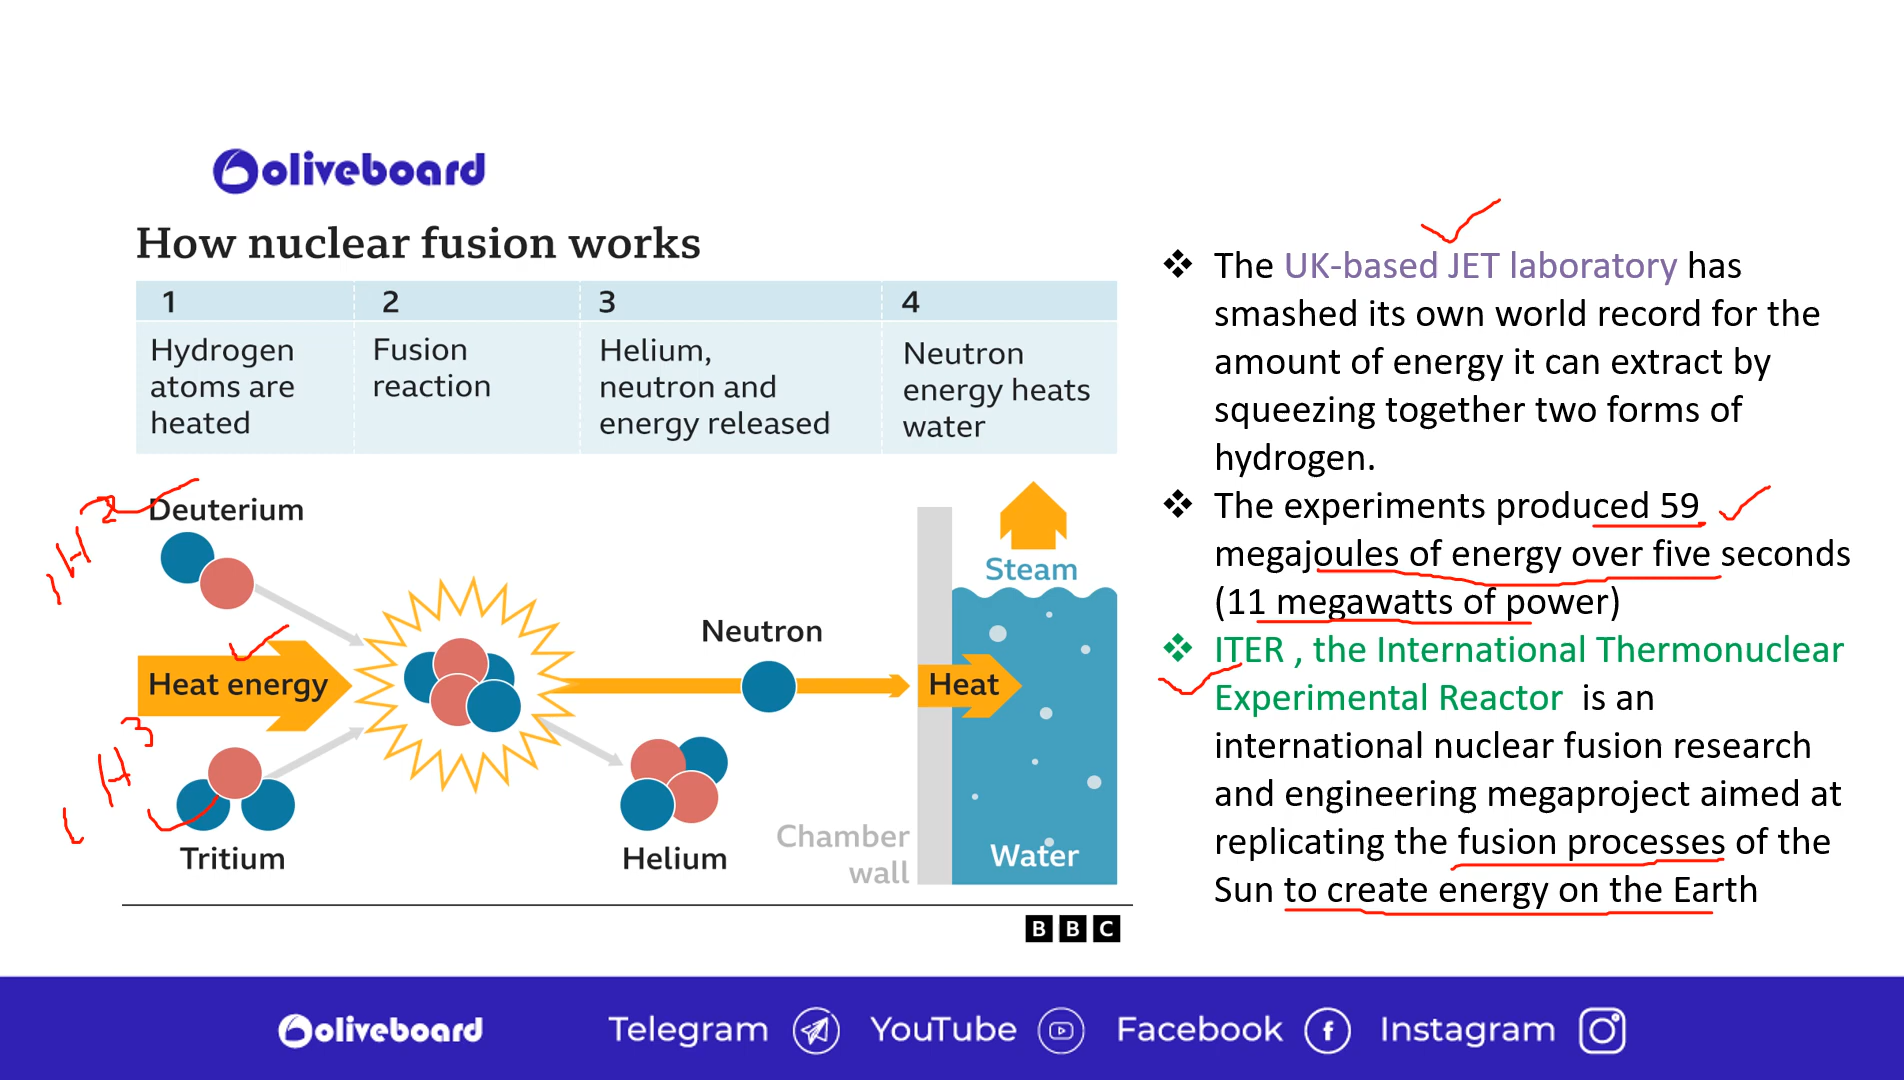 oliveboard
How nuclear fusion works
1 2 3 4
Hydrogen
atoms are
heated
Fusion
reaction
Helium,
neutron and
energy released
Neutron
energy heats
water
Deuterium
1H2
Heat energy
1H3
Tritium
Neutron
Helium
Heat
Steam
Water
Chamber
wall
BBC
❖ The UK-based JET laboratory has
smashed its own world record for the
amount of energy it can extract by
squeezing together two forms of
hydrogen.
❖ The experiments produced 59
megajoules of energy over five seconds
(11 megawatts of power)
❖ ITER , the International Thermonuclear
Experimental Reactor is an
international nuclear fusion research
and engineering megaproject aimed at
replicating the fusion processes of the
Sun to create energy on the Earth
oliveboard Telegram YouTube Facebook Instagram